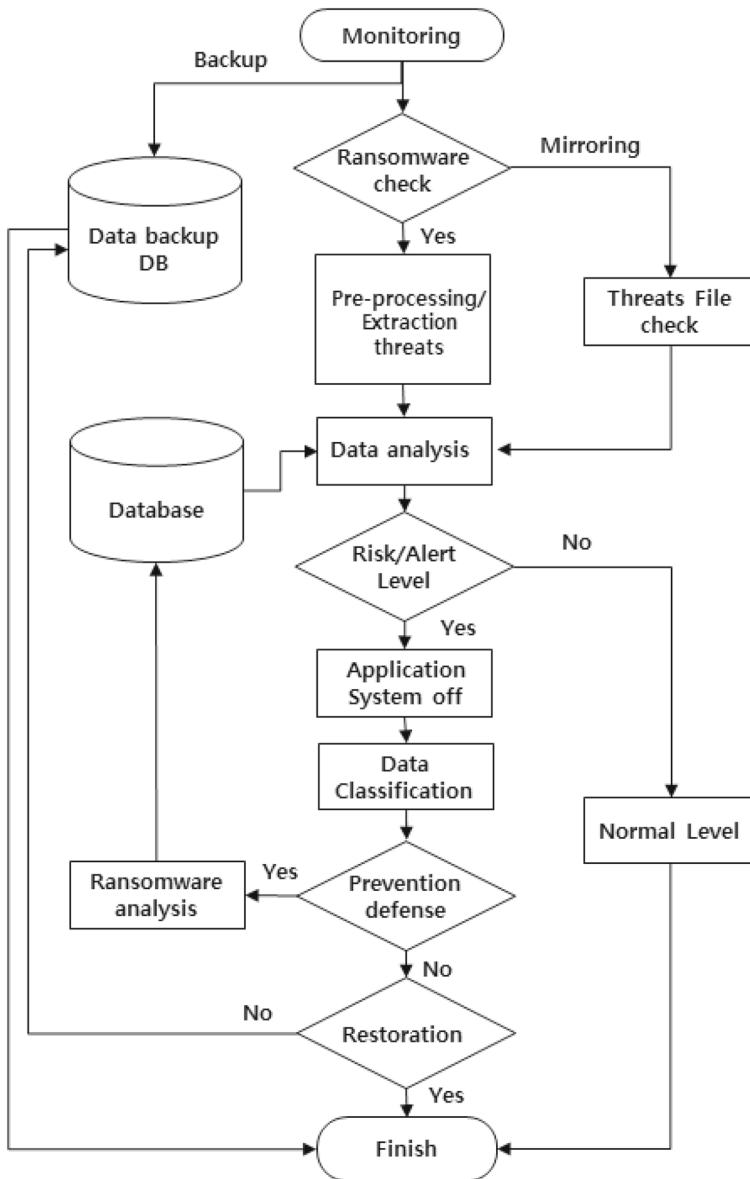 Monitoring
Backup
Ransomware
check
Mirroring
Data backup
DB
Yes
Pre-processing/
Extraction
threats
Threats File
check
Data analysis
Database
Risk/Alert
Level
No
Yes
Application
System off
Data
Classification
Normal Level
Ransomware
analysis
Yes
Prevention
defense
No
No
Restoration
Yes
Finish